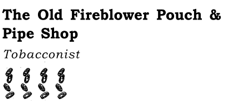 The Old Fireblower Pouch &
Pipe Shop
Tobacconist